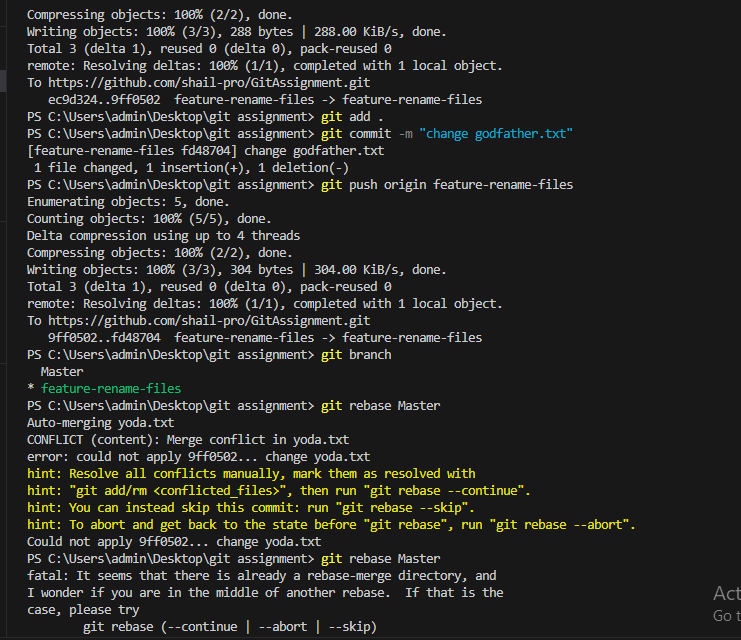 Compressing objects: 100% (2/2), done.
Writing objects: 100% (3/3), 288 bytes | 288.00 KiB/s, done.
Total 3 (delta 1), reused 0 (delta 0), pack-reused 0
remote: Resolving deltas: 100% (1/1), completed with 1 local object.
To https://github.com/shail-pro/GitAssignment.git
   ec9d324..9ff0502  feature-rename-files -> feature-rename-files
PS C:\Users\admin\Desktop\git assignment> git add .
PS C:\Users\admin\Desktop\git assignment> git commit -m "change godfather.txt"
[feature-rename-files fd48704] change godfather.txt
 1 file changed, 1 insertion(+), 1 deletion(-)
PS C:\Users\admin\Desktop\git assignment> git push origin feature-rename-files
Enumerating objects: 5, done.
Counting objects: 100% (5/5), done.
Delta compression using up to 4 threads
Compressing objects: 100% (2/2), done.
Writing objects: 100% (3/3), 304 bytes | 304.00 KiB/s, done.
Total 3 (delta 1), reused 0 (delta 0), pack-reused 0
remote: Resolving deltas: 100% (1/1), completed with 1 local object.
To https://github.com/shail-pro/GitAssignment.git
   9ff0502..fd48704  feature-rename-files -> feature-rename-files
PS C:\Users\admin\Desktop\git assignment> git branch
  Master
* feature-rename-files
PS C:\Users\admin\Desktop\git assignment> git rebase Master
Auto-merging yoda.txt
CONFLICT (content): Merge conflict in yoda.txt
error: could not apply 9ff0502... change yoda.txt
hint: Resolve all conflicts manually, mark them as resolved with
hint: "git add/rm <conflicted_files>", then run "git rebase --continue".
hint: You can instead skip this commit: run "git rebase --skip".
hint: To abort and get back to the state before "git rebase", run "git rebase --abort".
Could not apply 9ff0502... change yoda.txt
PS C:\Users\admin\Desktop\git assignment> git rebase Master
fatal: It seems that there is already a rebase-merge directory, and
I wonder if you are in the middle of another rebase.  If that is the
case, please try
        git rebase (--continue | --abort | --skip)
Act
Go t